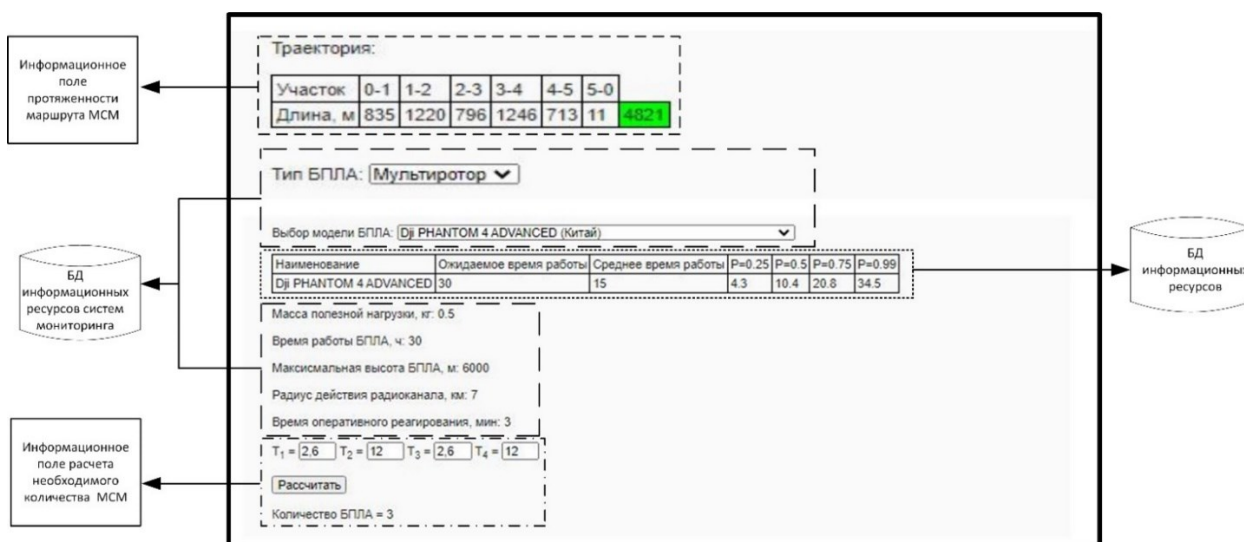 Информационное
поле
протяженности
маршрута МСМ
Траектория:
Участок 0-1 1-2 2-3 3-4 4-5 5-0
Длина, м 835 1220 796 1246 713 11 4821
Тип БПЛА: Мультиротор
Выбор модели БПЛА: Dji PHANTOM 4 ADVANCED (Китай)
Наименование Ожидаемое время работы Среднее время работы P=0.25 P=0.5 P=0.75 P=0.99
Dji PHANTOM 4 ADVANCED 30 15 4.3 10.4 20.8 34.5
БД
информационных
ресурсов систем
мониторинга
БД
информационных
ресурсов
Масса полезной нагрузки, кг: 0.5
Время работы БПЛА, ч: 30
Максисмальная высота БПЛА, м: 6000
Радиус действия радиоканала, км: 7
Время оперативного реагирования, мин: 3
Информационное
поле расчета
необходимого
количества МСМ
T1 = 2,6 T2 = 12 T3 = 2,6 T4 = 12
Рассчитать
Количество БПЛА = 3